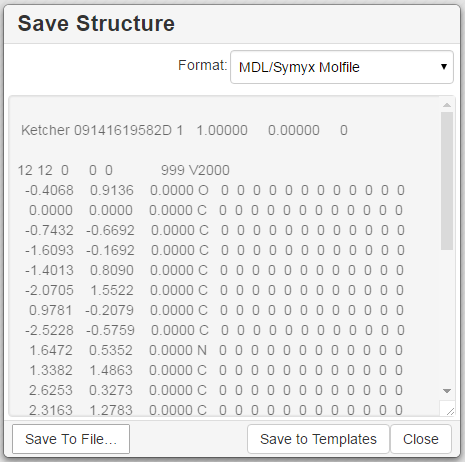 Save Structure
Format: MDL/Symyx Molfile
Ketcher 09141619582D 1   1.00000     0.00000     0
12 12  0     0  0            999 V2000
-0.4068    0.9136    0.0000 O   0  0  0  0  0  0  0  0  0  0  0  0
0.0000    0.0000    0.0000 C   0  0  0  0  0  0  0  0  0  0  0  0
-0.7432   -0.6692    0.0000 C   0  0  0  0  0  0  0  0  0  0  0  0
-1.6093   -0.1692    0.0000 C   0  0  0  0  0  0  0  0  0  0  0  0
-1.4013    0.8090    0.0000 C   0  0  0  0  0  0  0  0  0  0  0  0
-2.0705    1.5522    0.0000 C   0  0  0  0  0  0  0  0  0  0  0  0
0.9781   -0.2079    0.0000 C   0  0  0  0  0  0  0  0  0  0  0  0
-2.5228   -0.5759    0.0000 C   0  0  0  0  0  0  0  0  0  0  0  0
1.6472    0.5352    0.0000 N   0  0  0  0  0  0  0  0  0  0  0  0
1.3382    1.4863    0.0000 C   0  0  0  0  0  0  0  0  0  0  0  0
2.6253    0.3273    0.0000 C   0  0  0  0  0  0  0  0  0  0  0  0
2.3163    1.2783    0.0000 C   0  0  0  0  0  0  0  0  0  0  0  0
Save To File… Save to Templates Close